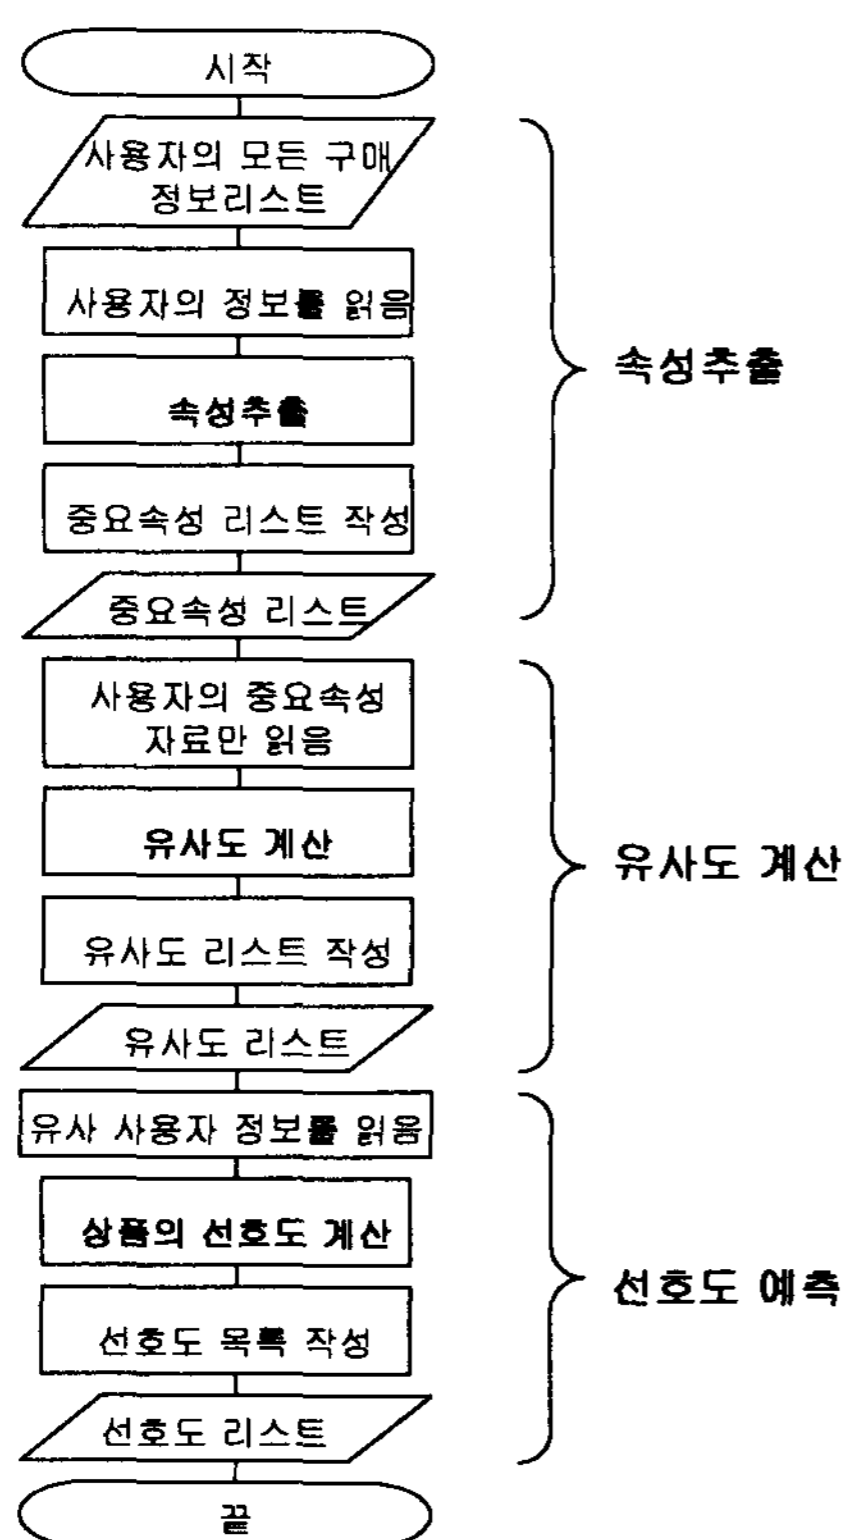 시작
사용자의 모든 구매
정보리스트
사용자의 정보를 읽음
속성추출
중요속성 리스트 작성
중요속성 리스트
속성추출
사용자의 중요속성
자료만 읽음
유사도 계산
유사도 리스트 작성
유사도 리스트
유사도 계산
유사 사용자 정보를 읽음
상품의 선호도 계산
선호도 목록 작성
선호도 리스트
선호도 예측
끝